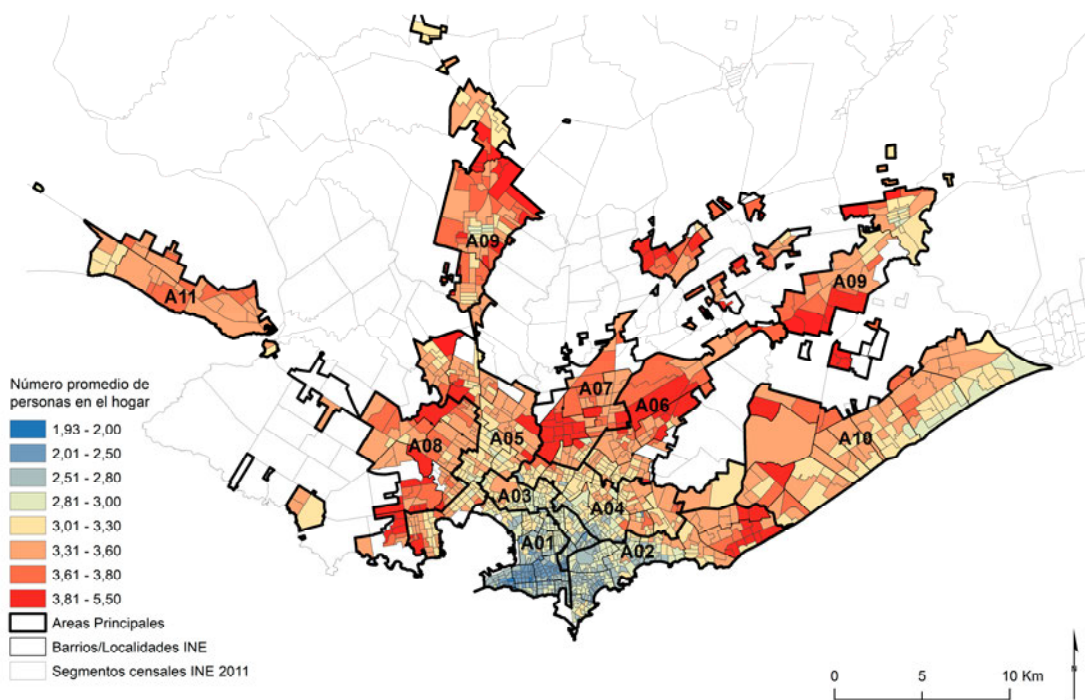 A09
A09
A11
A07
A06
A08
A05
A10
A03
A04
A01
A02
Número promedio de
personas en el hogar
1,93 - 2,00
2,01 - 2,50
2,51 - 2,80
2,81 - 3,00
3,01 - 3,30
3,31 - 3,60
3,61 - 3,80
3,81 - 5,50
Areas Principales
Barrios/Localidades INE
Segmentos censales INE 2011
N
0 5 10 Km